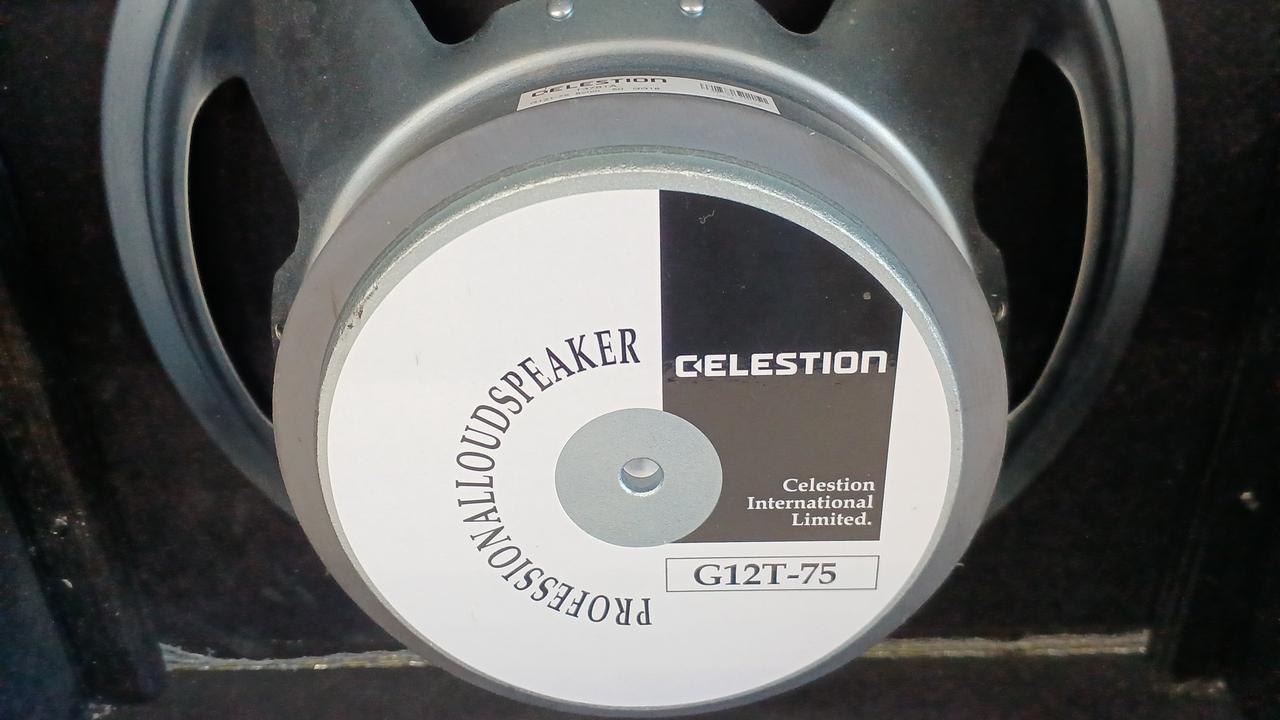 CELESTION
CELESTION
PROFESSIONALLOUDSPEAKER
Celestion
International
Limited.
G12T-75